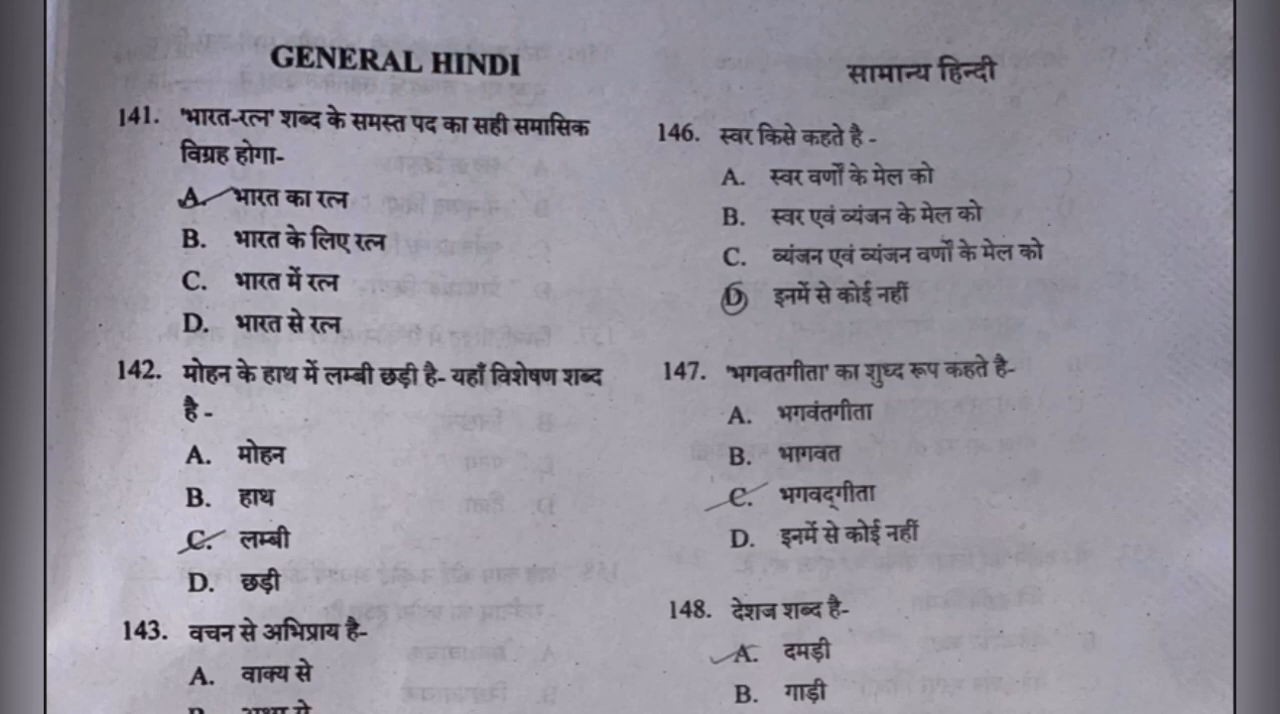 GENERAL HINDI
141. 'भारत-रत्न' शब्द के समस्त पद का सही समासिक
विग्रह होगा-
A. भारत का रत्न
B. भारत के लिए रत्न
C. भारत में रत्न
D. भारत से रत्न
142. मोहन के हाथ में लम्बी छड़ी है- यहाँ विशेषण शब्द
है -
A. मोहन
B. हाथ
C. लम्बी
D. छड़ी
143. वचन से अभिप्राय है-
A. वाक्य से
सामान्य हिन्दी
146. स्वर किसे कहते है -
A. स्वर वर्णों के मेल को
B. स्वर एवं व्यंजन के मेल को
C. व्यंजन एवं व्यंजन वर्णों के मेल को
D इनमें से कोई नहीं
147. 'भगवतगीता' का शुध्द रूप कहते है-
A. भगवंतगीता
B. भागवत
C. भगवद्गीता
D. इनमें से कोई नहीं
148. देशज शब्द है-
A. दमड़ी
B. गाड़ी